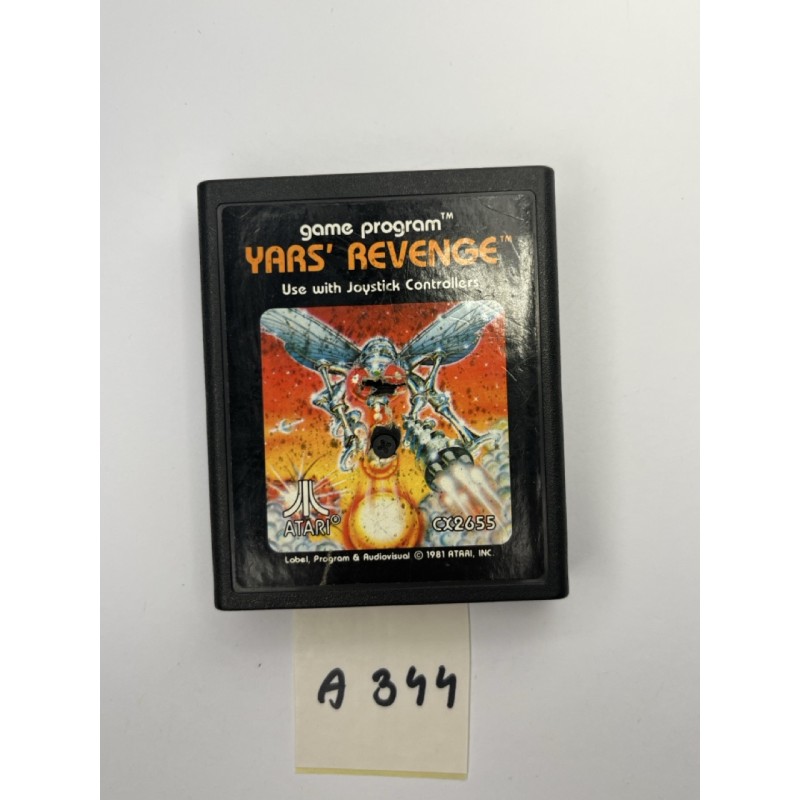 game program™
YARS' REVENGE™
Use with Joystick Controllers
ATARI®
CX2655
Label, Program & Audiovisual © 1981 ATARI, INC.
A 344